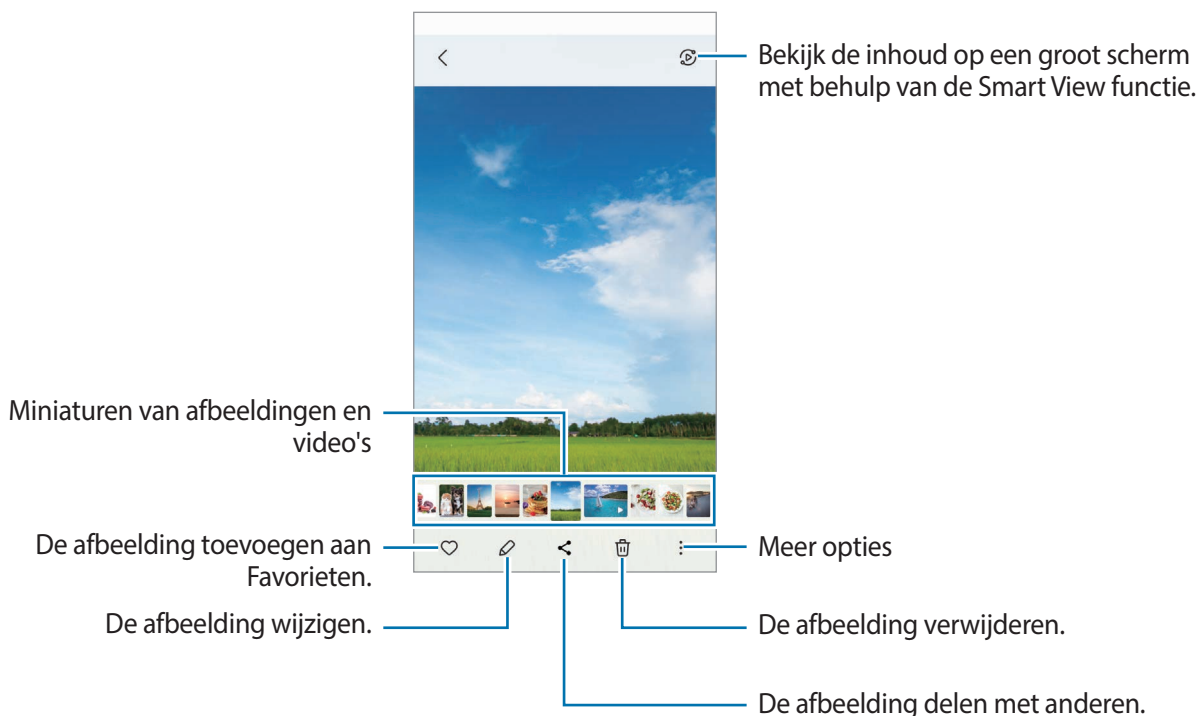 Bekijk de inhoud op een groot scherm
met behulp van de Smart View functie.
Miniaturen van afbeeldingen en
video's
De afbeelding toevoegen aan
Favorieten.
Meer opties
De afbeelding wijzigen.
De afbeelding verwijderen.
De afbeelding delen met anderen.